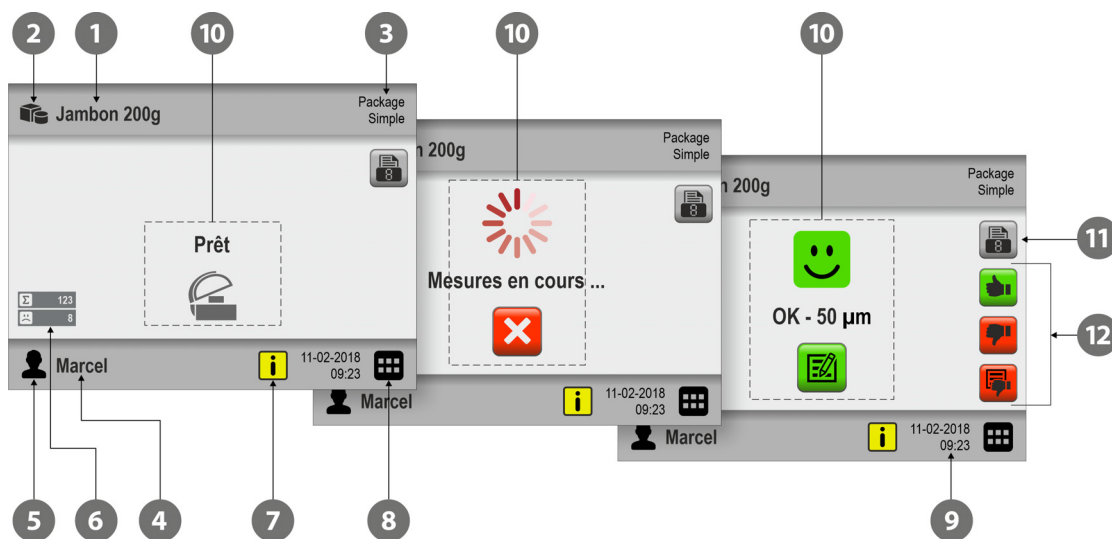 2
1
10
3
10
10
Jambon 200g
Package
Simple
Prêt
Σ 123
8
Marcel
i
11-02-2018
09:23
n 200g
Package
Simple
8
Mesures en cours ...
Marcel
i
11-02-2018
09:23
n 200g
Package
Simple
8
OK - 50 µm
Marcel
i
11-02-2018
09:23
11
12
5
6
4
7
8
9